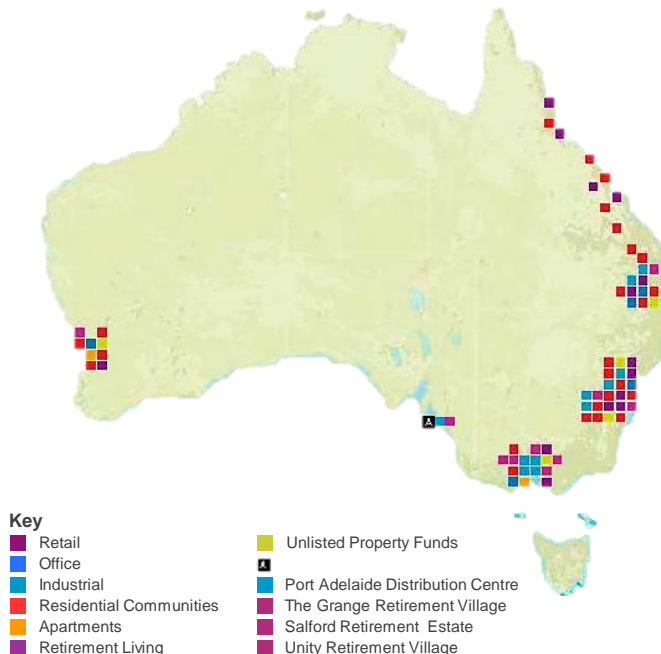 Key
Retail
Office
Industrial
Residential Communities
Apartments
Retirement Living
Unlisted Property Funds
A
Port Adelaide Distribution Centre
The Grange Retirement Village
Salford Retirement Estate
Unity Retirement Village